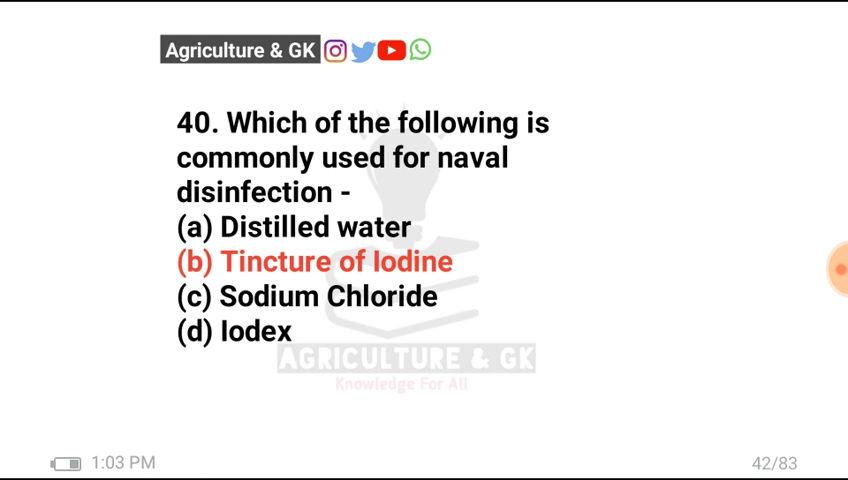 Agriculture & GK
40. Which of the following is
commonly used for naval
disinfection -
(a) Distilled water
(b) Tincture of Iodine
(c) Sodium Chloride
(d) Iodex
AGRICULTURE & GK
Knowledge For All
1:03 PM
42/83